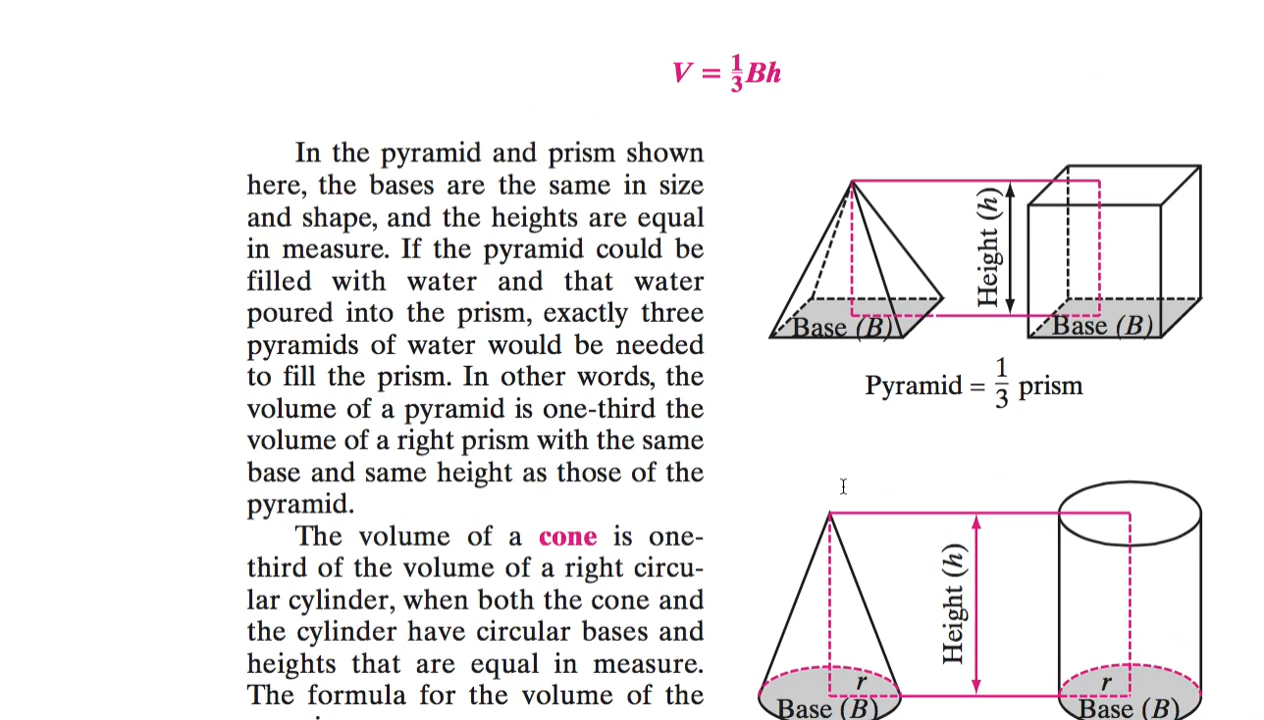 V = 1/3 Bh
In the pyramid and prism shown
here, the bases are the same in size
and shape, and the heights are equal
in measure. If the pyramid could be
filled with water and that water
poured into the prism, exactly three
pyramids of water would be needed
to fill the prism. In other words, the
volume of a pyramid is one-third the
volume of a right prism with the same
base and same height as those of the
pyramid.
The volume of a cone is one-
third of the volume of a right circu-
lar cylinder, when both the cone and
the cylinder have circular bases and
heights that are equal in measure.
The formula for the volume of the
Height (h)
Base (B)
Base (B)
Pyramid = 1/3 prism
Height (h)
r
r
Base (B)
Base (B)